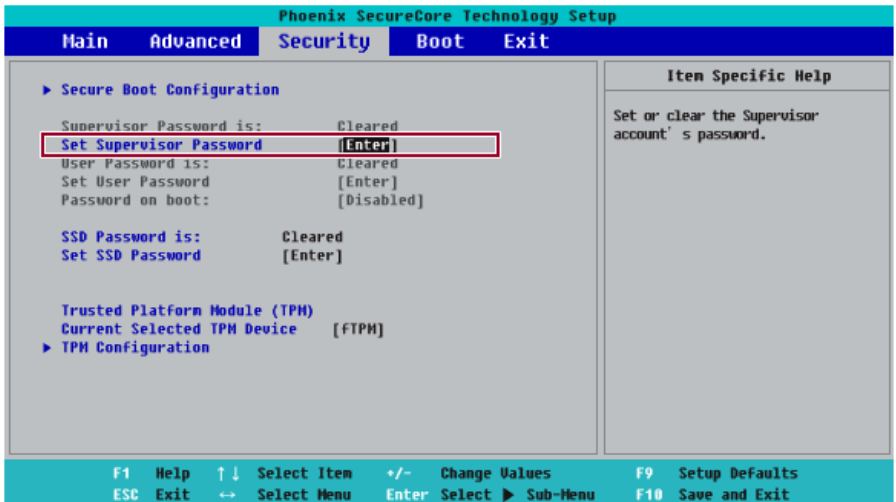 Phoenix SecureCore Technology Setup
Main Advanced Security Boot Exit
Item Specific Help
▶ Secure Boot Configuration
Supervisor Password is: Cleared
Set Supervisor Password [Enter]
User Password is: Cleared
Set User Password [Enter]
Password on boot: [Disabled]
SSD Password is: Cleared
Set SSD Password [Enter]
Trusted Platform Module (TPM)
Current Selected TPM Device [fTPM]
▶ TPM Configuration
Set or clear the Supervisor
account' s password.
F1 Help ↑↓ Select Item +/- Change Values F9 Setup Defaults
ESC Exit ↔ Select Menu Enter Select ▶ Sub-Menu F10 Save and Exit